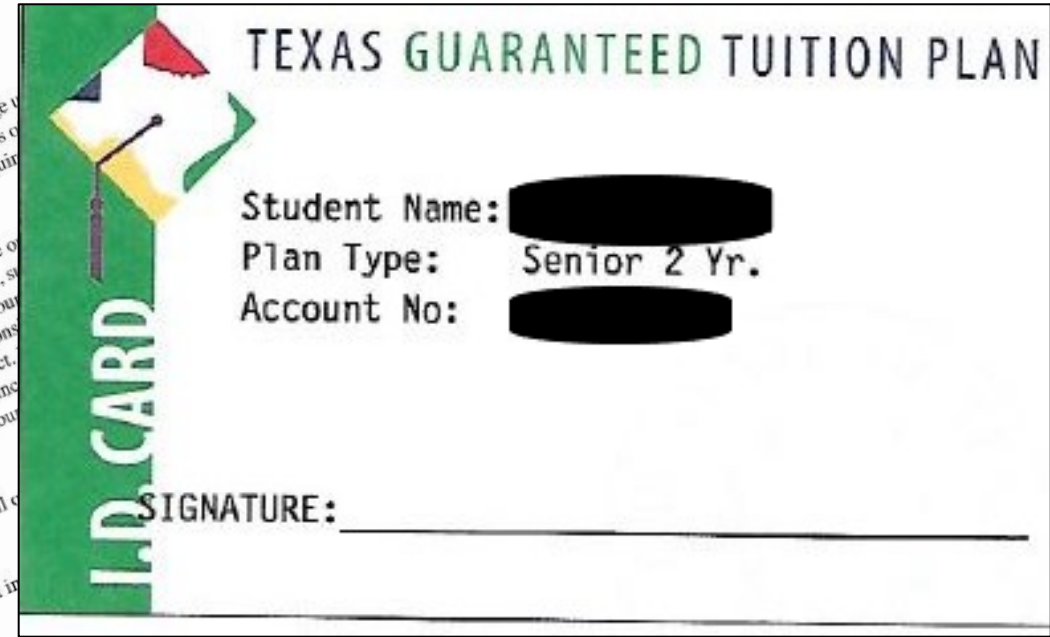 TEXAS GUARANTEED TUITION PLAN
Student Name:
Plan Type: Senior 2 Yr.
Account No:
SIGNATURE:
I.D. CARD